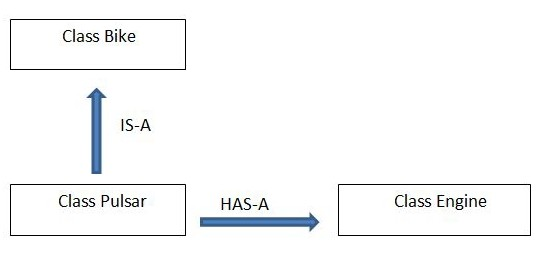 Class Bike
IS-A
Class Pulsar
HAS-A
Class Engine